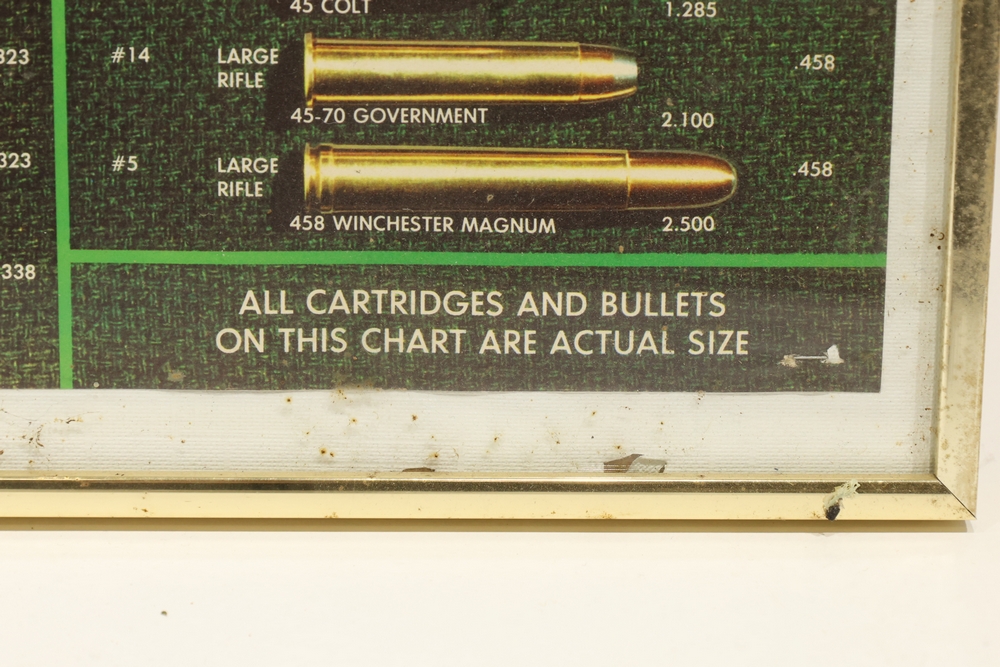 45 COLT 1.285
323 #14 LARGE .458
RIFLE
45-70 GOVERNMENT 2.100
323 #5 LARGE .458
RIFLE
458 WINCHESTER MAGNUM 2.500
338
ALL CARTRIDGES AND BULLETS
ON THIS CHART ARE ACTUAL SIZE